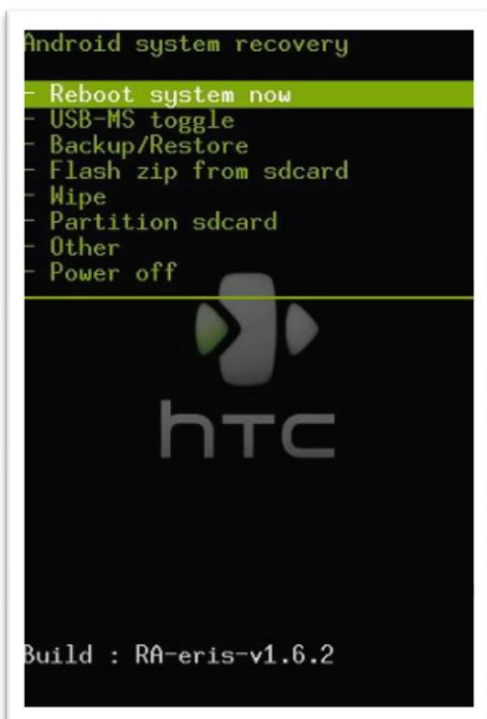 Android system recovery
- Reboot system now
- USB-MS toggle
- Backup/Restore
- Flash zip from sdcard
- Wipe
- Partition sdcard
- Other
- Power off
hTC
Build : RA-eris-v1.6.2